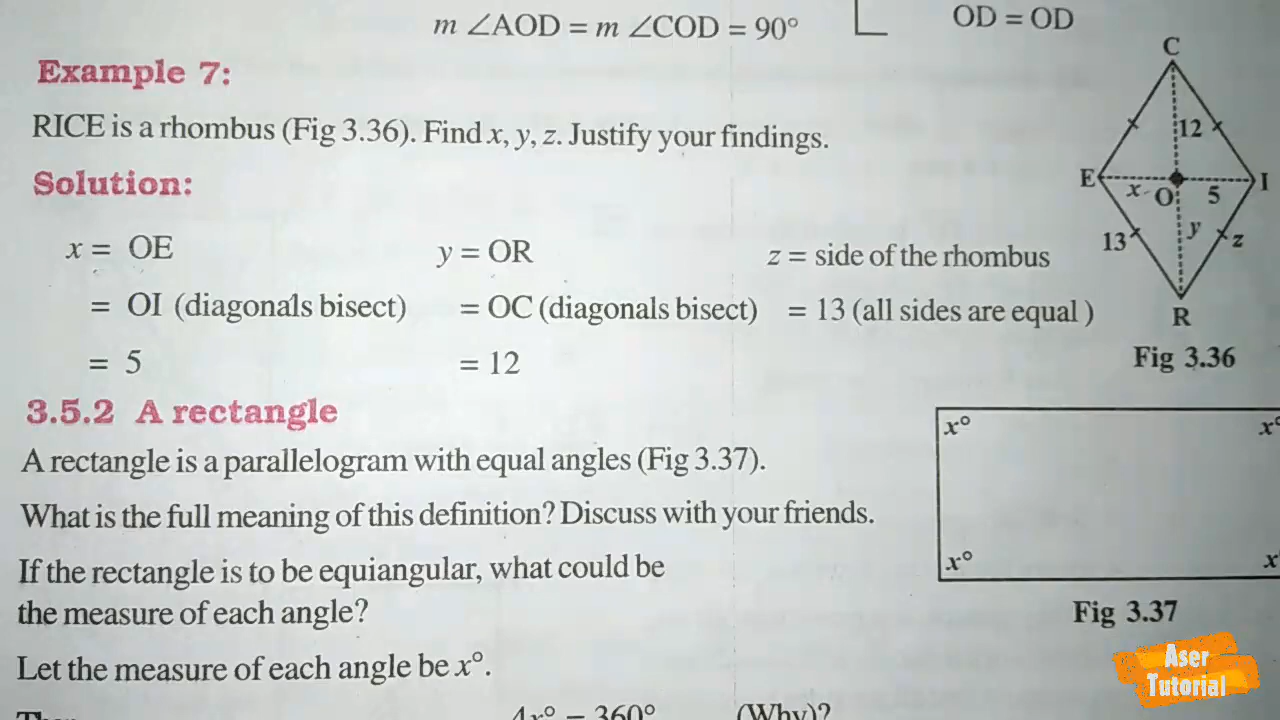 m ∠AOD = m ∠COD = 90°
OD = OD
Example 7:
RICE is a rhombus (Fig 3.36). Find x, y, z. Justify your findings.
Solution:
x = OE
y = OR
z = side of the rhombus
= OI (diagonals bisect)
= OC (diagonals bisect)
= 13 (all sides are equal )
= 5
= 12
C
12
E
x
O
5
I
13
y
z
R
Fig 3.36
3.5.2 A rectangle
A rectangle is a parallelogram with equal angles (Fig 3.37).
What is the full meaning of this definition? Discuss with your friends.
If the rectangle is to be equiangular, what could be
the measure of each angle?
Let the measure of each angle be x°.
4x° = 360° (Why)?
x°
x°
x°
x
Fig 3.37
Aser
Tutorial